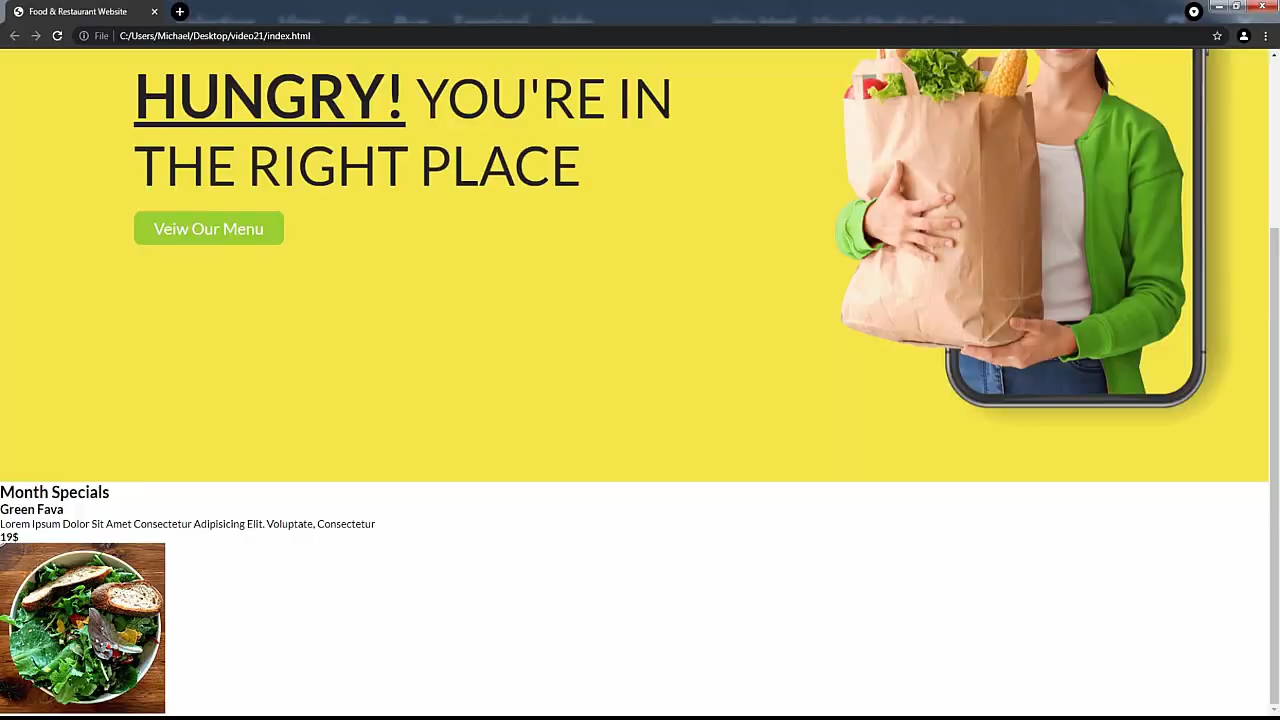 Food & Restaurant Website
File
C:/Users/Michael/Desktop/video21/index.html
HUNGRY! YOU'RE IN
THE RIGHT PLACE
Veiw Our Menu
Month Specials
Green Fava
Lorem Ipsum Dolor Sit Amet Consectetur Adipisicing Elit. Voluptate, Consectetur
19$